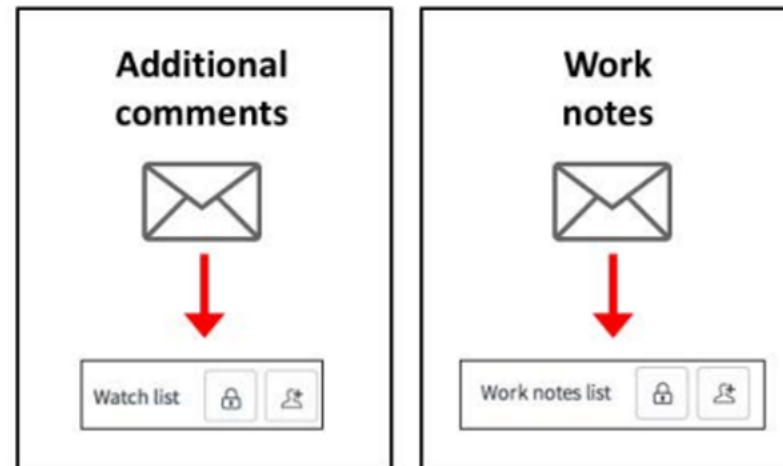 Additional
comments
Watch list
Work
notes
Work notes list